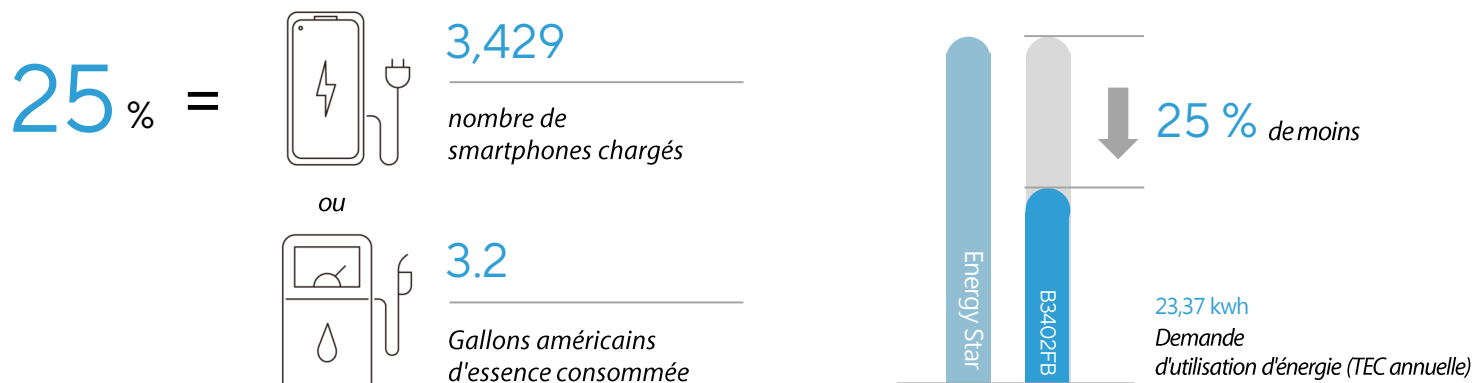 25 %
=
3,429
nombre de
smartphones chargés
ou
3.2
Gallons américains
d'essence consommée
Energy Star
B3402FB
25 % de moins
23,37 kwh
Demande
d'utilisation d'énergie (TEC annuelle)